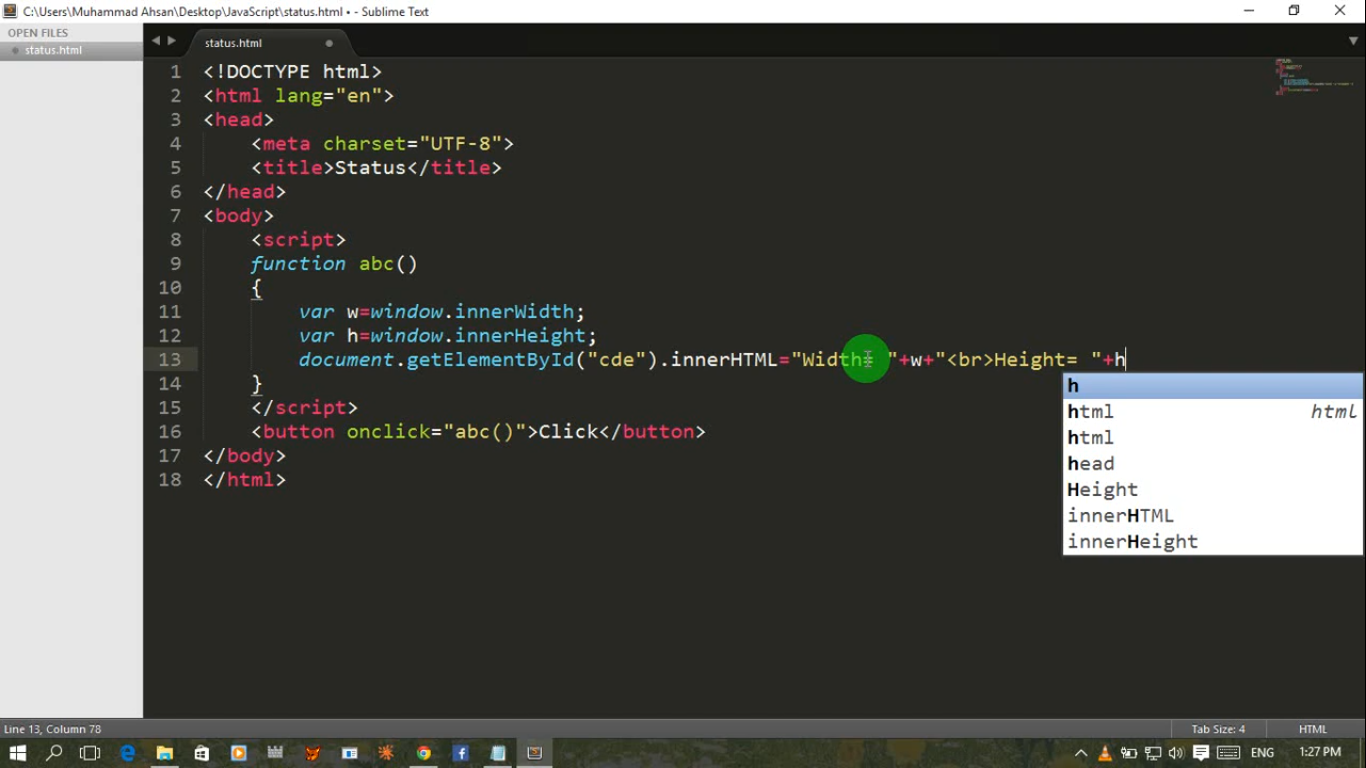 C:\Users\Muhammad Ahsan\Desktop\JavaScript\status.html • - Sublime Text
OPEN FILES
status.html
status.html
1 <!DOCTYPE html>
2 <html lang="en">
3 <head>
4 <meta charset="UTF-8">
5 <title>Status</title>
6 </head>
7 <body>
8 <script>
9 function abc()
10 {
11 var w=window.innerWidth;
12 var h=window.innerHeight;
13 document.getElementById("cde").innerHTML="Width= "+w+"<br>Height= "+h
14 }
15 </script>
16 <button onclick="abc()">Click</button>
17 </body>
18 </html>
h
html html
html
head
Height
innerHTML
innerHeight
Line 13, Column 78
Tab Size: 4
HTML
ENG
1:27 PM